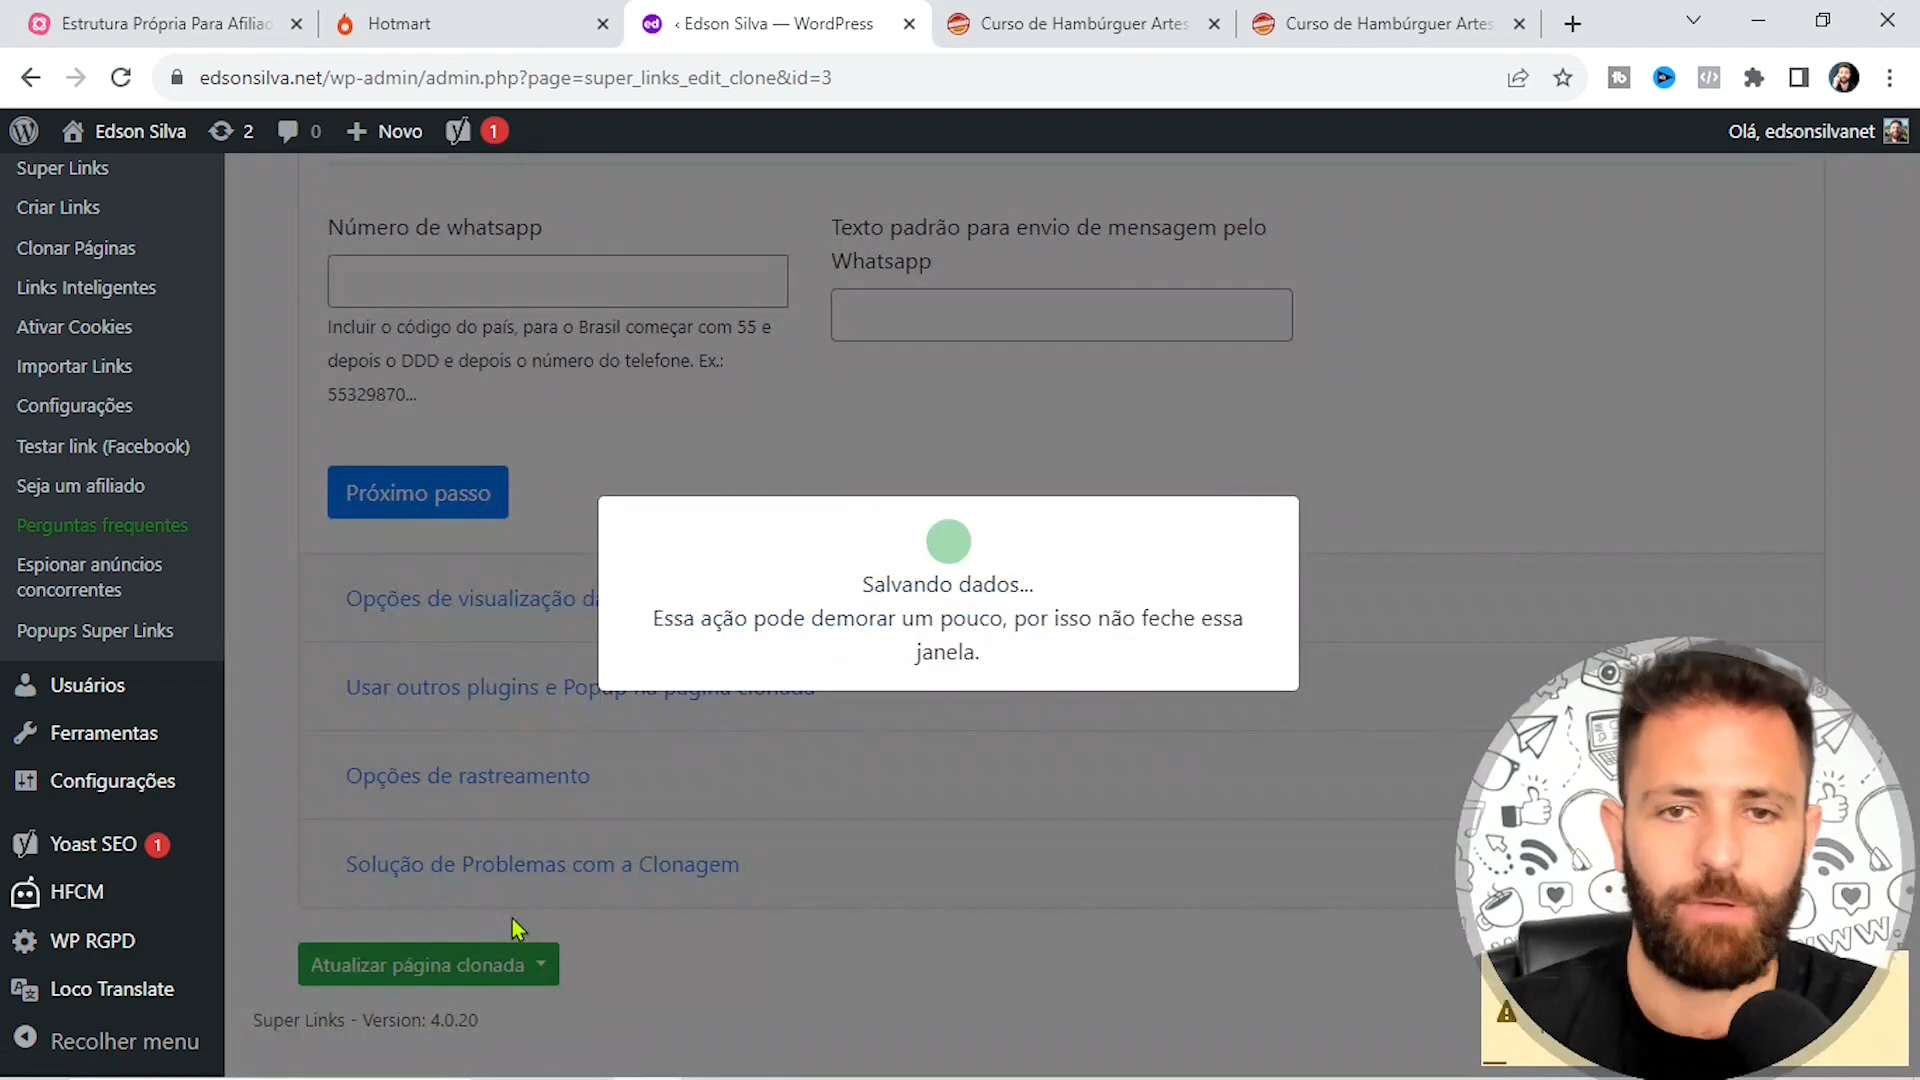 Estrutura Própria Para Afiliad
Hotmart
ed
‹ Edson Silva — WordPress
Curso de Hambúrguer Artes
Curso de Hambúrguer Artes
edsonsilva.net/wp-admin/admin.php?page=super_links_edit_clone&id=3
Edson Silva
2
0
Novo
1
Olá, edsonsilvanet
Super Links
Criar Links
Clonar Páginas
Links Inteligentes
Ativar Cookies
Importar Links
Configurações
Testar link (Facebook)
Seja um afiliado
Perguntas frequentes
Espionar anúncios
concorrentes
Popups Super Links
Usuários
Ferramentas
Configurações
Yoast SEO 1
HFCM
WP RGPD
Loco Translate
Recolher menu
Número de whatsapp
Incluir o código do país, para o Brasil começar com 55 e
depois o DDD e depois o número do telefone. Ex.:
55329870...
Texto padrão para envio de mensagem pelo
Whatsapp
Próximo passo
Salvando dados...
Essa ação pode demorar um pouco, por isso não feche essa
janela.
Opções de visualização
Usar outros plugins e Popup na página clonada
Opções de rastreamento
Solução de Problemas com a Clonagem
Atualizar página clonada
Super Links - Version: 4.0.20